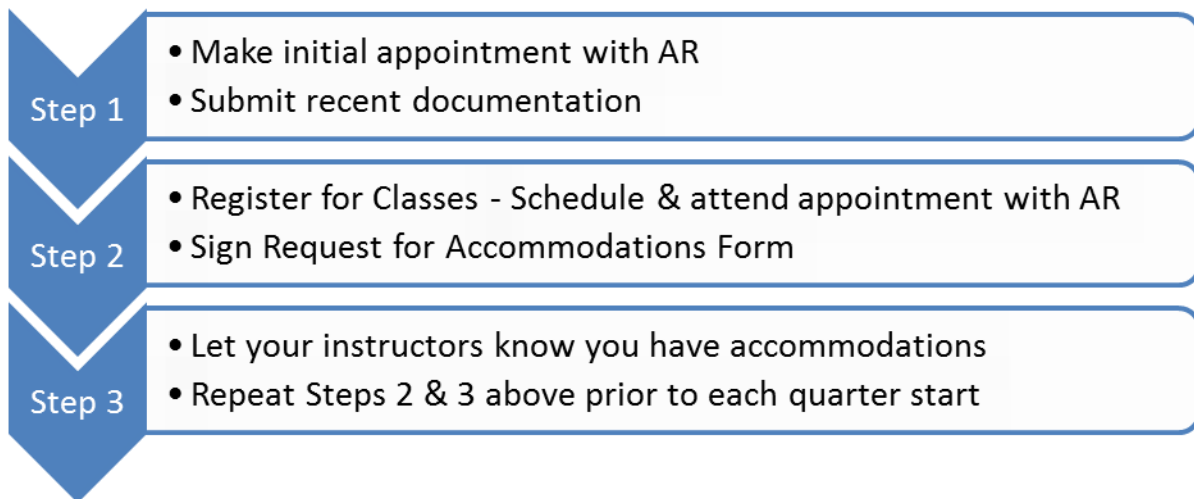 Step 1
• Make initial appointment with AR
• Submit recent documentation
Step 2
• Register for Classes - Schedule & attend appointment with AR
• Sign Request for Accommodations Form
Step 3
• Let your instructors know you have accommodations
• Repeat Steps 2 & 3 above prior to each quarter start